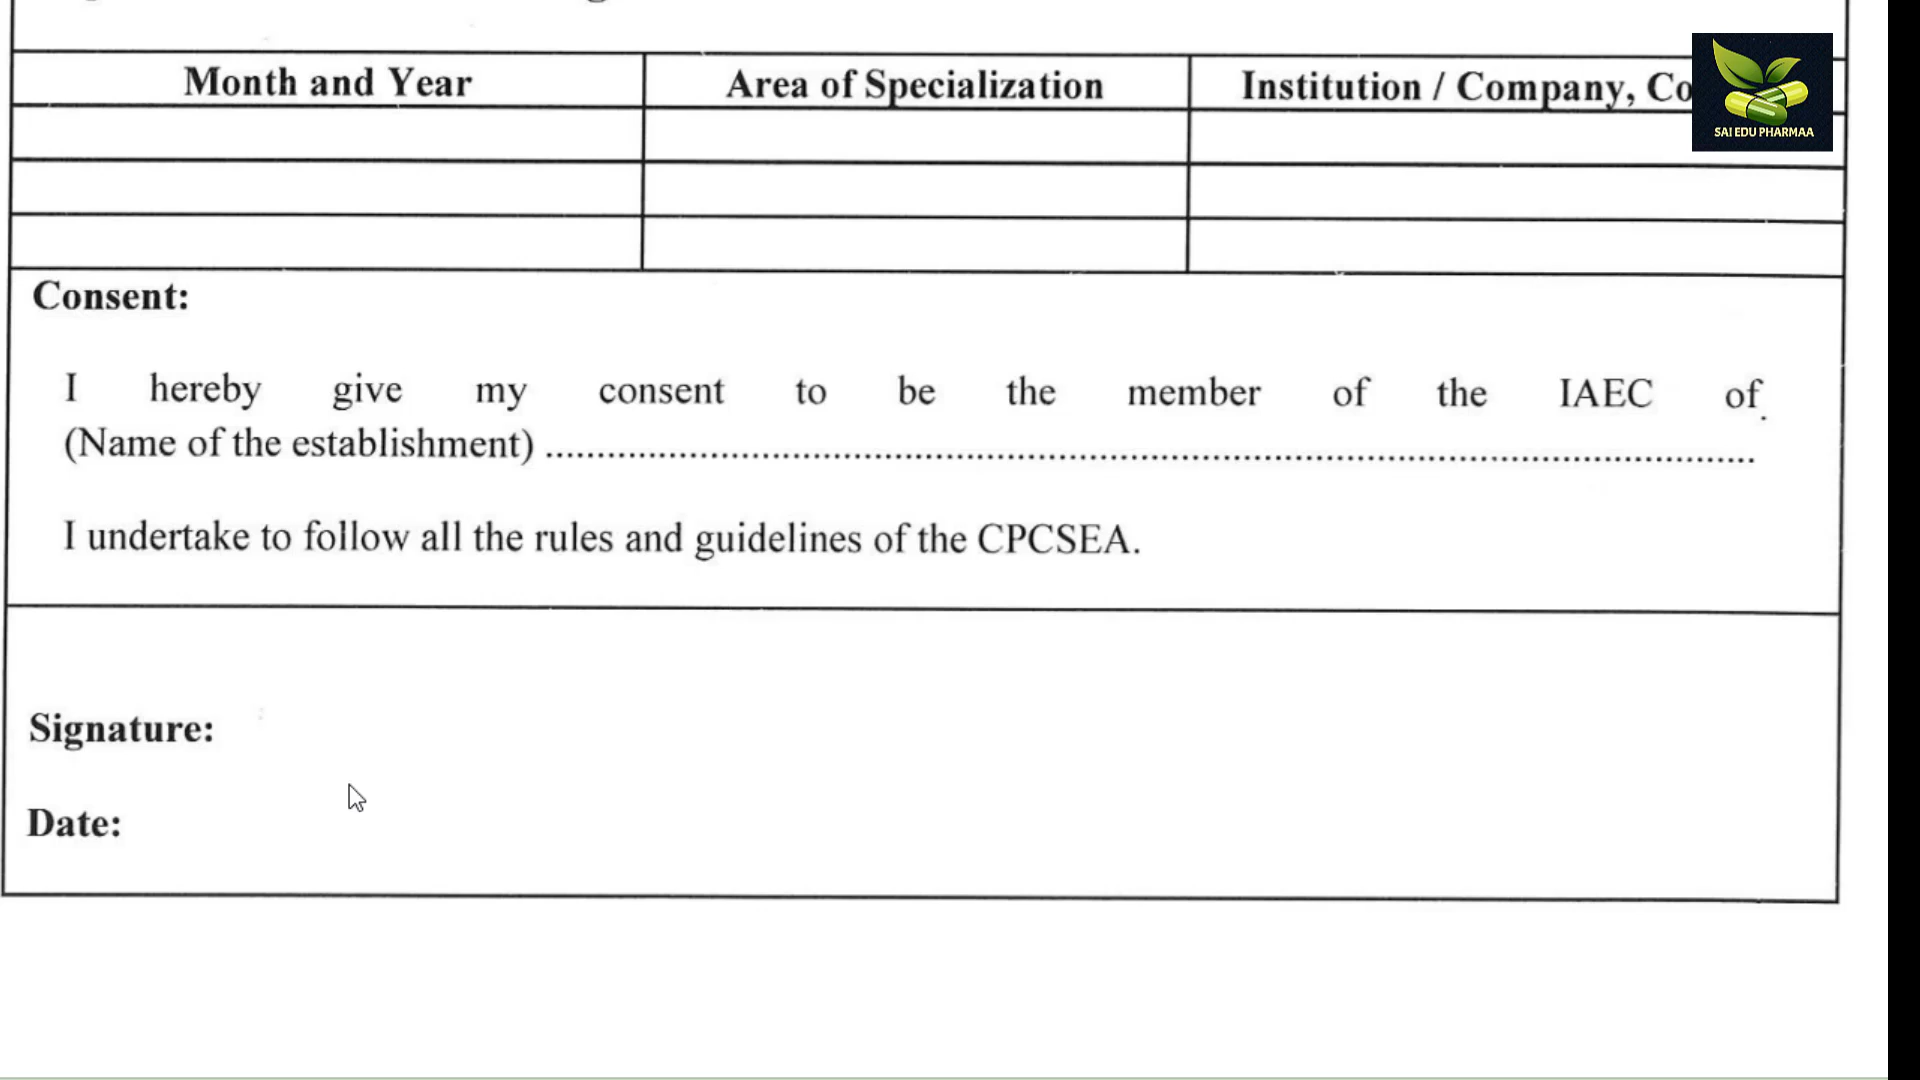 Month and Year Area of Specialization Institution / Company, Co
SAI EDU PHARMAA
Consent:
I hereby give my consent to be the member of the IAEC of
(Name of the establishment) ........................................................................................................................
I undertake to follow all the rules and guidelines of the CPCSEA.
Signature:
Date: